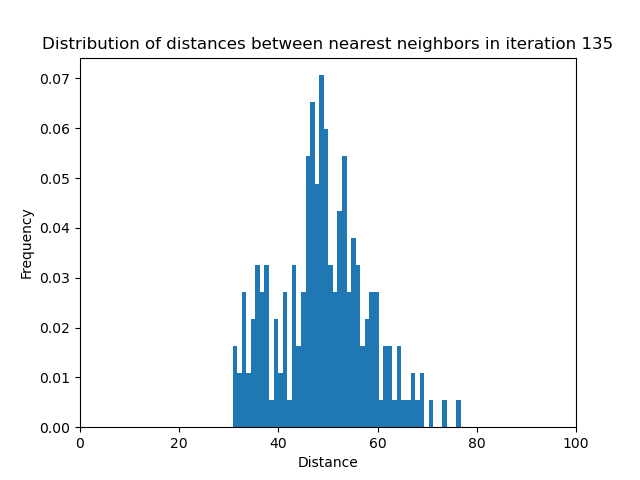 Distribution of distances between nearest neighbors in iteration 135
0.07
0.06
0.05
0.04
0.03
0.02
0.01
0.00
Frequency
0 20 40 60 80 100
Distance